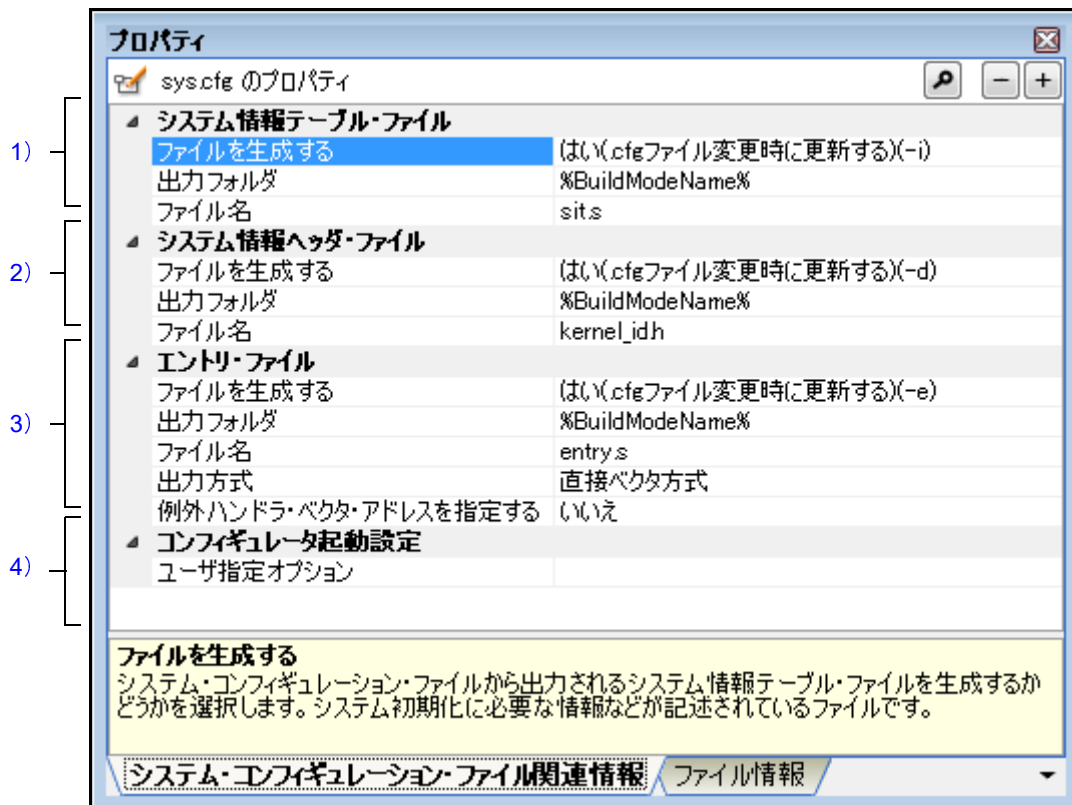 プロパティ
sys.cfg のプロパティ
1)
システム情報テーブル・ファイル
ファイルを生成する (はい(.cfgファイル変更時に更新する)(-i)
出力フォルダ %BuildModeName%
ファイル名 sit.s
2)
システム情報ヘッダ・ファイル
ファイルを生成する (はい(.cfgファイル変更時に更新する)(-d)
出力フォルダ %BuildModeName%
ファイル名 kernel_id.h
3)
エントリ・ファイル
ファイルを生成する (はい(.cfgファイル変更時に更新する)(-e)
出力フォルダ %BuildModeName%
ファイル名 entry.s
出力方式 直接ベクタ方式
例外ハンドラ・ベクタ・アドレスを指定する いいえ
4)
コンフィギュレータ起動設定
ユーザ指定オプション
ファイルを生成する
システム・コンフィギュレーション・ファイルから出力されるシステム情報テーブル・ファイルを生成するか
どうかを選択します。システム初期化に必要な情報などが記述されているファイルです。
システム・コンフィギュレーション・ファイル関連情報 ファイル情報